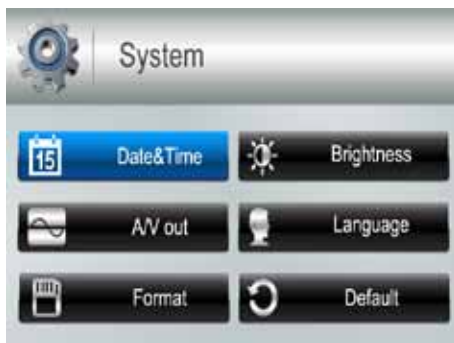 System
15
Date&Time
Brightness
A/V out
Language
Format
Default